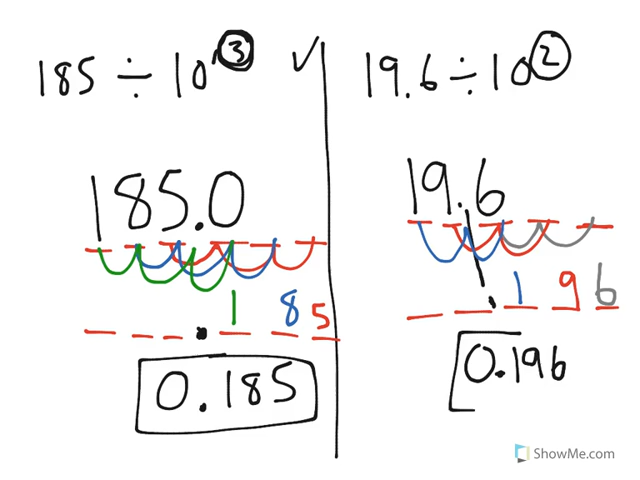 185 ÷ 10³ ✓
185.0
. 1 8 5
0.185
19.6 ÷ 10²
19.6
. 1 9 6
0.196
ShowMe.com